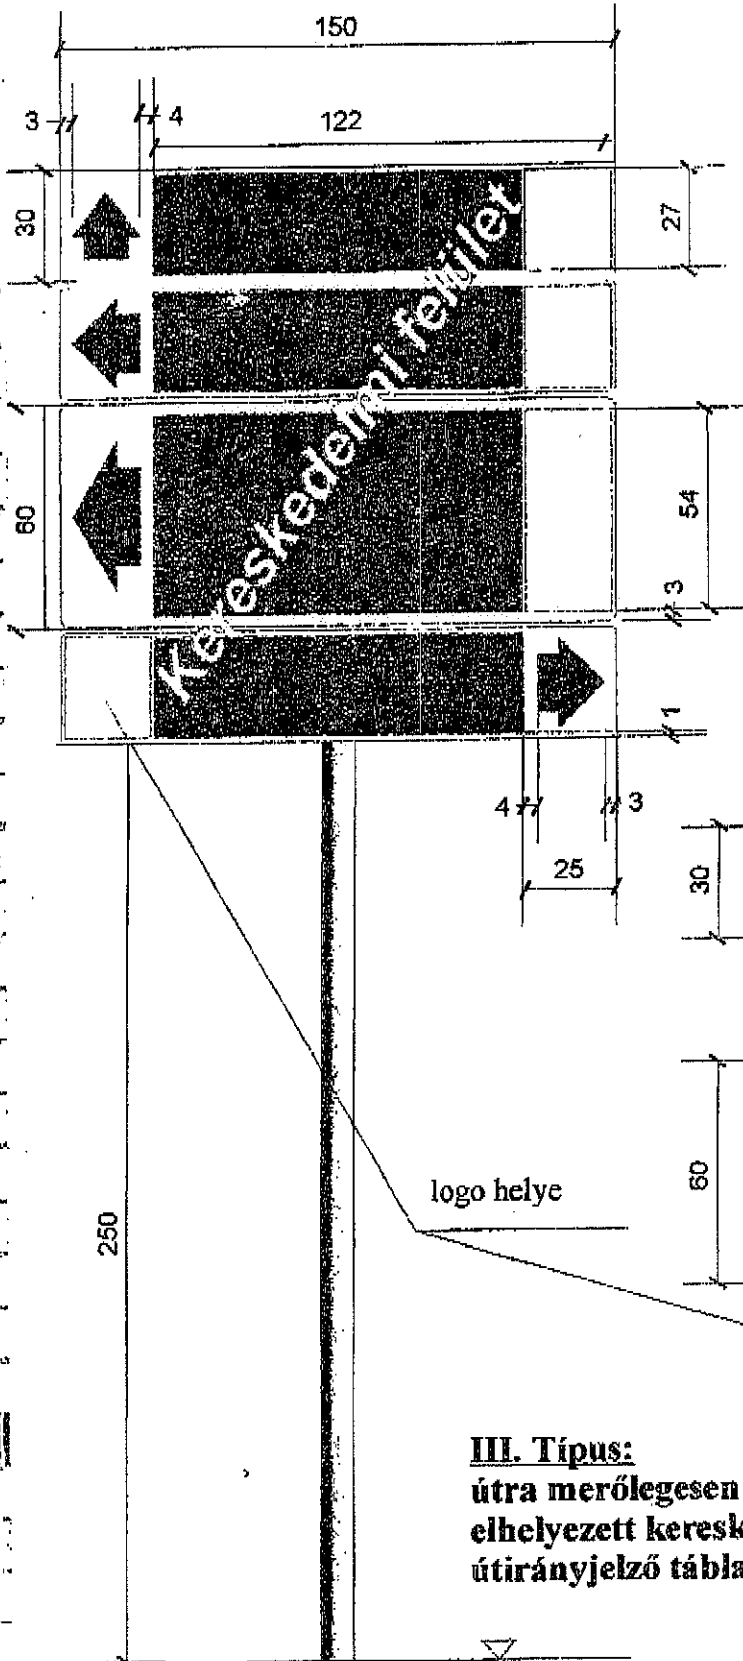 150
3
4
122
30
27
Kereskedelmi felület
60
54
3
1
4
3
25
30
logo helye
60
250
III. Típus:
útra merőlegesen
elhelyezett keresk
útirányjelző tábla